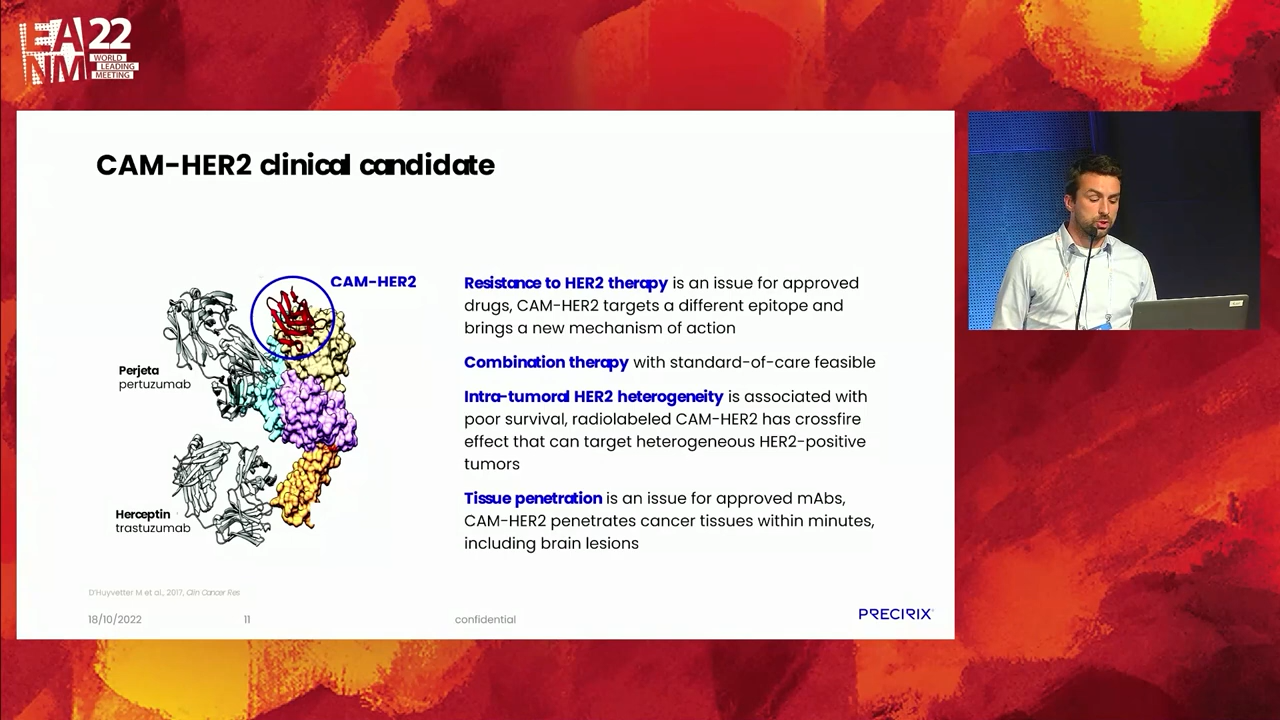 EA 22
NM WORLD
LEADING
MEETING
CAM-HER2 clinical candidate
CAM-HER2
Perjeta
pertuzumab
Herceptin
trastuzumab
Resistance to HER2 therapy is an issue for approved
drugs, CAM-HER2 targets a different epitope and
brings a new mechanism of action
Combination therapy with standard-of-care feasible
Intra-tumoral HER2 heterogeneity is associated with
poor survival, radiolabeled CAM-HER2 has crossfire
effect that can target heterogeneous HER2-positive
tumors
Tissue penetration is an issue for approved mAbs,
CAM-HER2 penetrates cancer tissues within minutes,
including brain lesions
D'Huyvetter M et al., 2017, Clin Cancer Res
18/10/2022 11 confidential
PRECIRIX